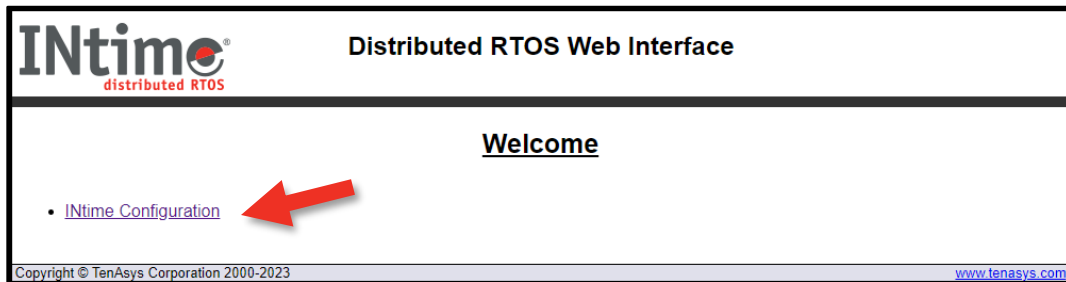 INtime®
distributed RTOS
Distributed RTOS Web Interface
Welcome
• INtime Configuration
Copyright © TenAsys Corporation 2000-2023
www.tenasys.com